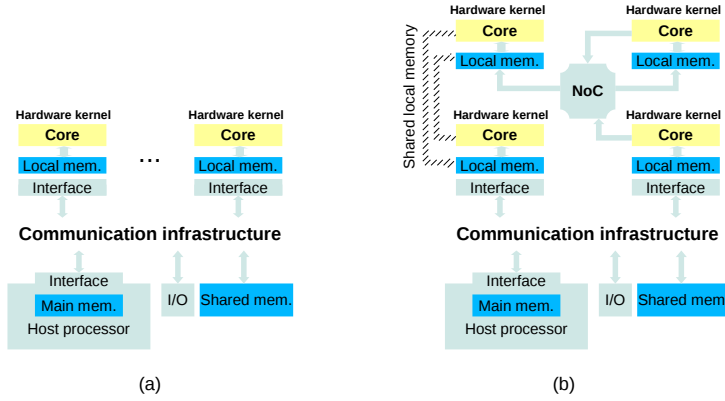 Hardware kernel
Core
Local mem.
Interface
...
Hardware kernel
Core
Local mem.
Interface
Communication infrastructure
Interface
Main mem.
Host processor
I/O
Shared mem.
(a)
Shared local memory
Hardware kernel
Core
Local mem.
Hardware kernel
Core
Local mem.
NoC
Hardware kernel
Core
Local mem.
Interface
Hardware kernel
Core
Local mem.
Interface
Communication infrastructure
Interface
Main mem.
Host processor
I/O
Shared mem
(b)